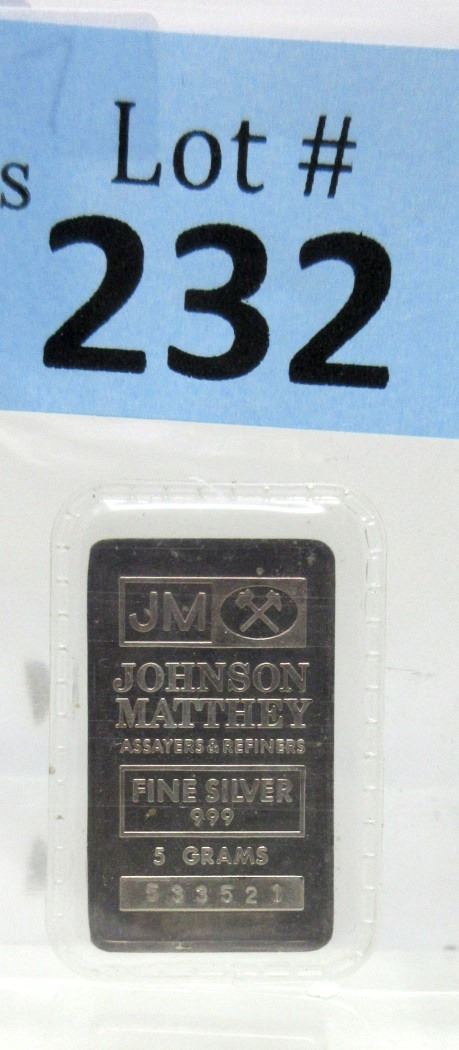 s
Lot #
232
JM
JOHNSON
MATTHEY
ASSAYERS & REFINERS
FINE SILVER
999
5 GRAMS
533521